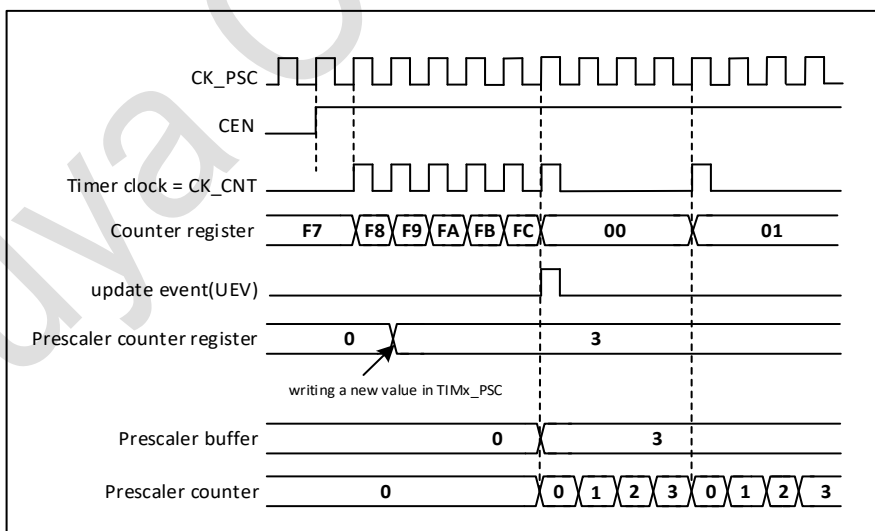 CK_PSC
CEN
Timer clock = CK_CNT
Counter register F7 F8 F9 FA FB FC 00 01
update event(UEV)
Prescaler counter register 0 3
writing a new value in TIMx_PSC
Prescaler buffer 0 3
Prescaler counter 0 0 1 2 3 0 1 2 3